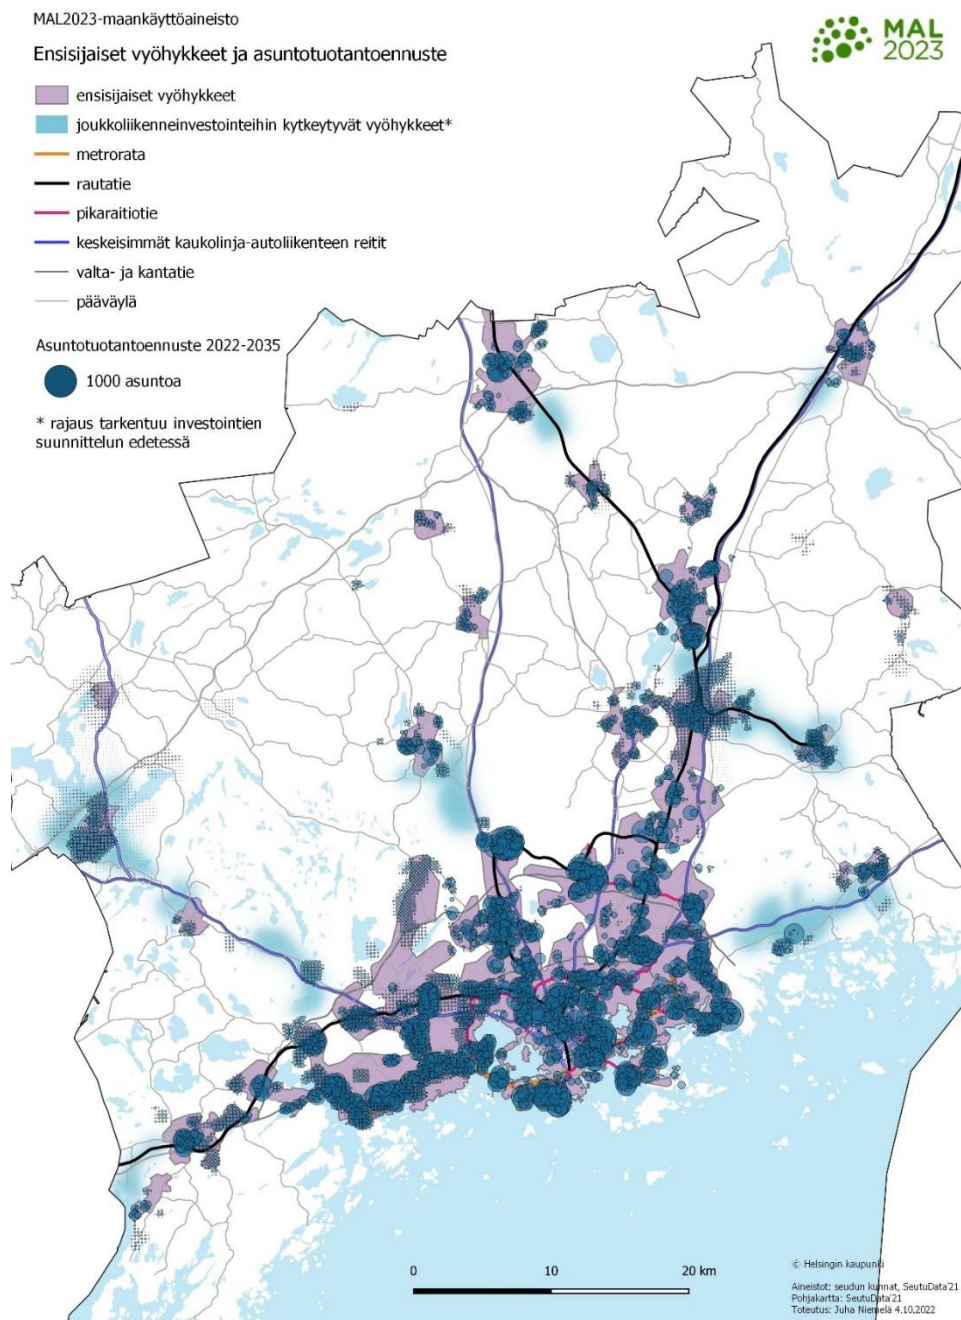 MAL2023-maankäyttöaineisto
Ensisijaiset vyöhykkeet ja asuntotuotantoennuste
MAL
2023
ensisijaiset vyöhykkeet
joukkoliikenneinvestointeihin kytkeytyvät vyöhykkeet*
metrorata
rautatie
pikaraitiotie
keskeisimmät kaukolinja-autoliikenteen reitit
valta- ja kantatie
pääväylä
Asuntotuotantoennuste 2022-2035
1000 asuntoa
* rajaus tarkentuu investointien
suunnittelun edetessä
0 10 20 km
© Helsingin kaupunki
Aineistot: seudun kunnat, SeutuData'21
Pohjakartta: SeutuData'21
Toteutus: Juha Niemelä 4.10.2022